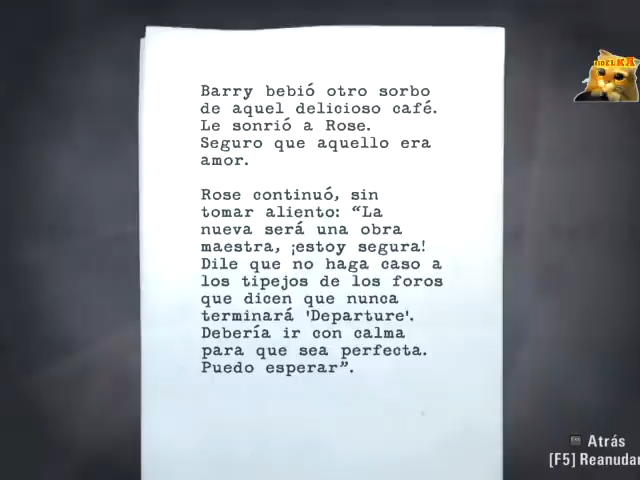 Barry bebió otro sorbo
de aquel delicioso café.
Le sonrió a Rose.
Seguro que aquello era
amor.
Rose continuó, sin
tomar aliento: “La
nueva será una obra
maestra, ¡estoy segura!
Dile que no haga caso a
los tipejos de los foros
que dicen que nunca
terminará 'Departure'.
Debería ir con calma
para que sea perfecta.
Puedo esperar”.
Atrás
[F5] Reanudar